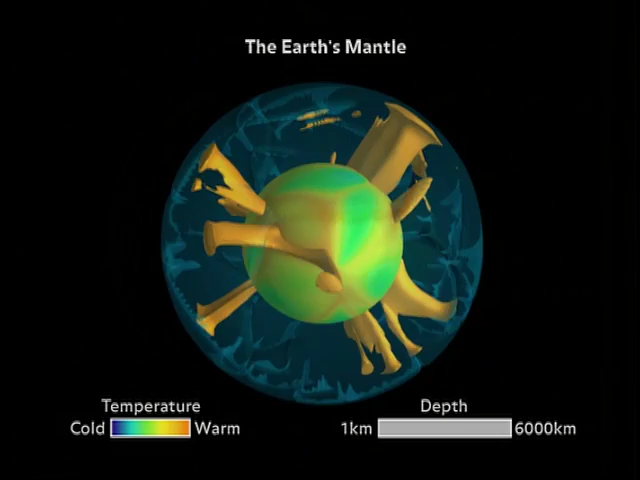 The Earth's Mantle
Temperature
Cold Warm
Depth
1km 6000km